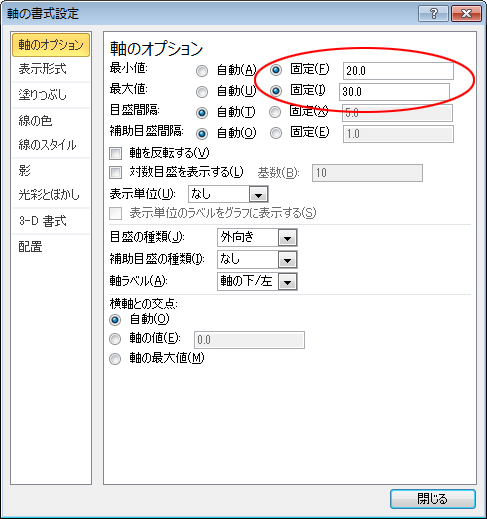 軸の書式設定
軸のオプション
表示形式
塗りつぶし
線の色
線のスタイル
影
光彩とぼかし
3-D 書式
配置
軸のオプション
最小値: 自動(A) 固定(F) 20.0
最大値: 自動(U) 固定(I) 30.0
目盛間隔: 自動(T) 固定(X) 5.0
補助目盛間隔: 自動(O) 固定(E) 1.0
軸を反転する(V)
対数目盛を表示する(L) 基数(B): 10
表示単位(U): なし
表示単位のラベルをグラフに表示する(S)
目盛の種類(J): 外向き
補助目盛の種類(I): なし
軸ラベル(A): 軸の下/左
横軸との交点:
自動(O)
軸の値(E): 0.0
軸の最大値(M)
閉じる